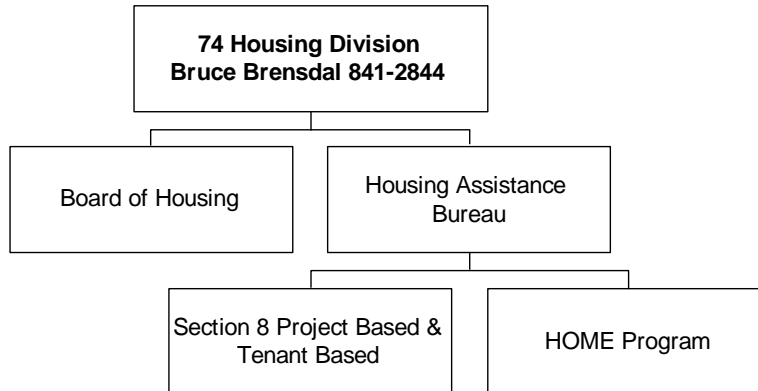 74 Housing Division
Bruce Brensdal 841-2844
Board of Housing
Housing Assistance
Bureau
Section 8 Project Based &
Tenant Based
HOME Program